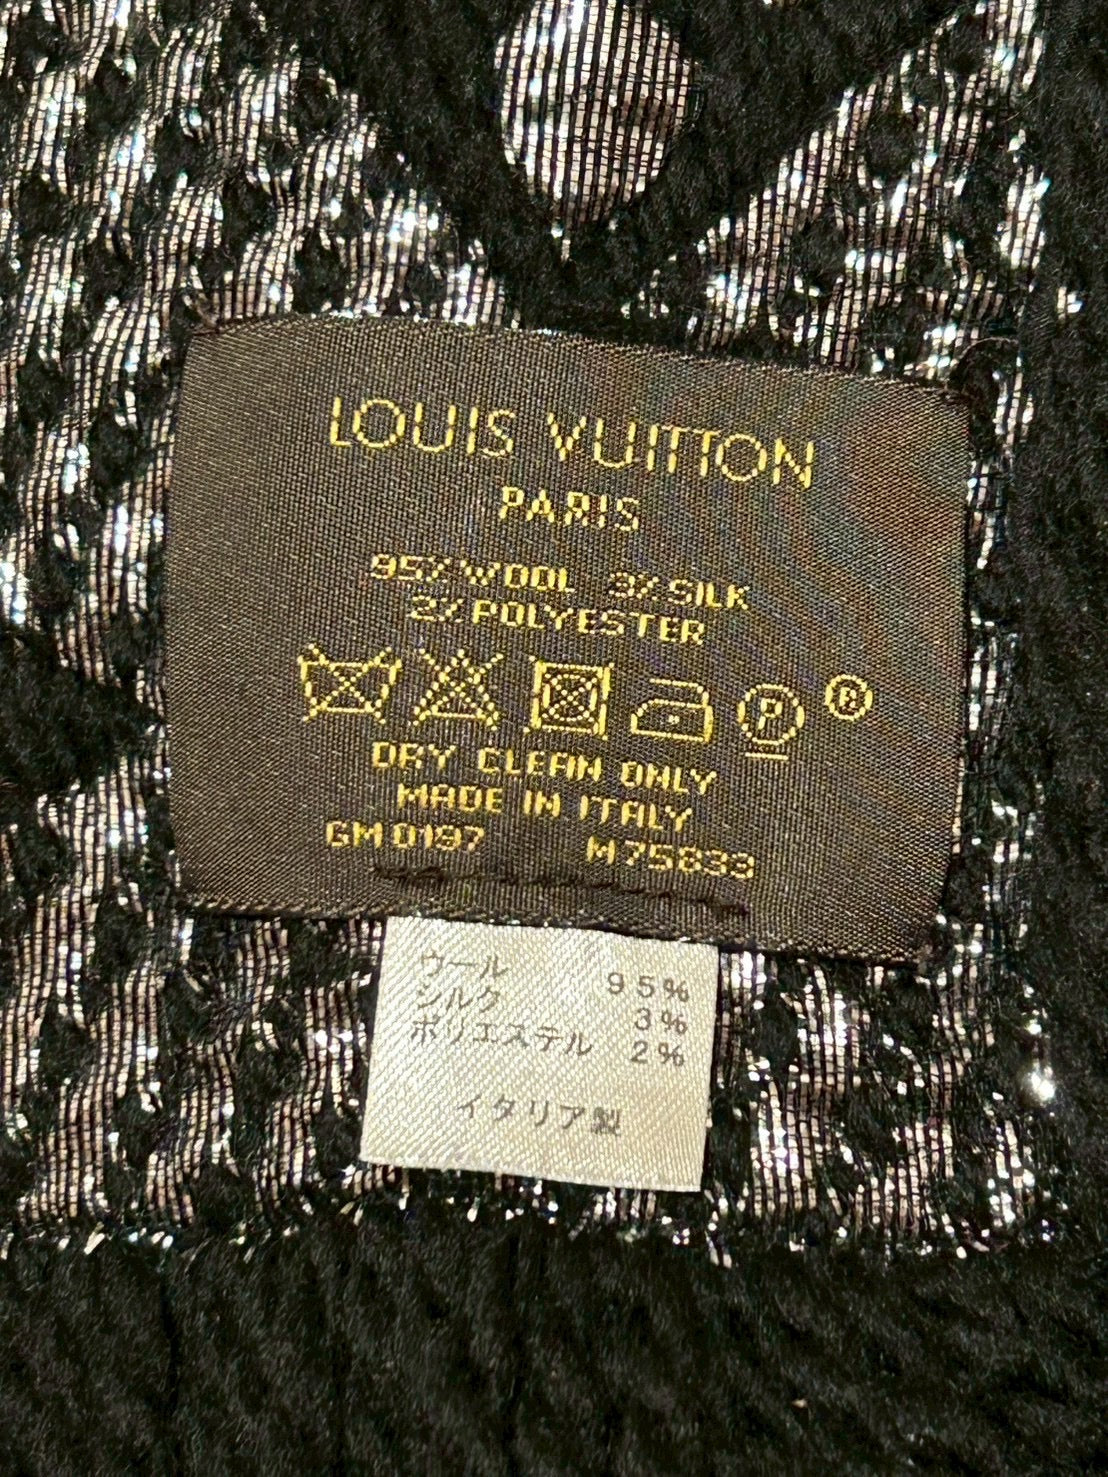 LOUIS VUITTON
PARIS
95% WOOL 3% SILK
2% POLYESTER
P ®
DRY CLEAN ONLY
MADE IN ITALY
GM 0197 M75833
ウール 95%
シルク 3%
ポリエステル 2%
イタリア製